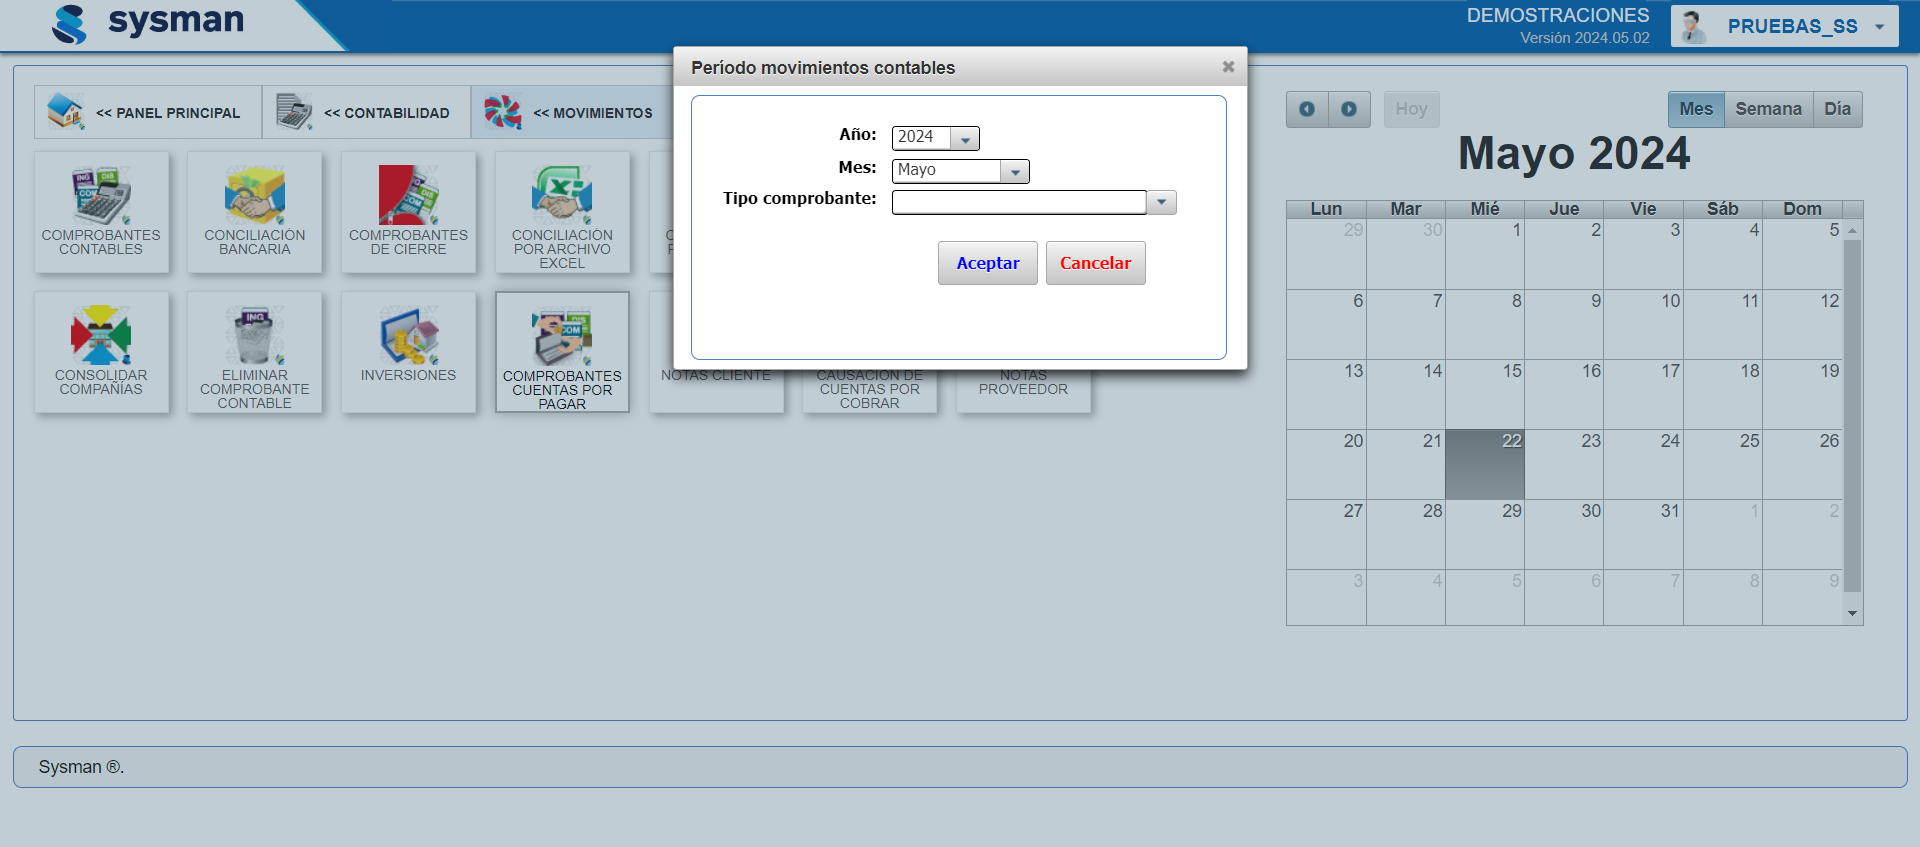 sysman
DEMOSTRACIONES
Versión 2024.05.02
PRUEBAS_SS
Período movimientos contables
Año: 2024
Mes: Mayo
Tipo comprobante:
Aceptar Cancelar
<< PANEL PRINCIPAL << CONTABILIDAD << MOVIMIENTOS
COMPROBANTES
CONTABLES
CONCILIACIÓN
BANCARIA
COMPROBANTES
DE CIERRE
CONCILIACIÓN
POR ARCHIVO
EXCEL
CONSOLIDAR
COMPAÑÍAS
ELIMINAR
COMPROBANTE
CONTABLE
INVERSIONES
COMPROBANTES
CUENTAS POR
PAGAR
NOTAS CLIENTE
CAUSACION DE
CUENTAS POR
COBRAR
NOTAS
PROVEEDOR
Hoy
Mes Semana Día
Mayo 2024
Lun Mar Mié Jue Vie Sáb Dom
29 30 1 2 3 4 5
6 7 8 9 10 11 12
13 14 15 16 17 18 19
20 21 22 23 24 25 26
27 28 29 30 31 1 2
3 4 5 6 7 8 9
Sysman ®.